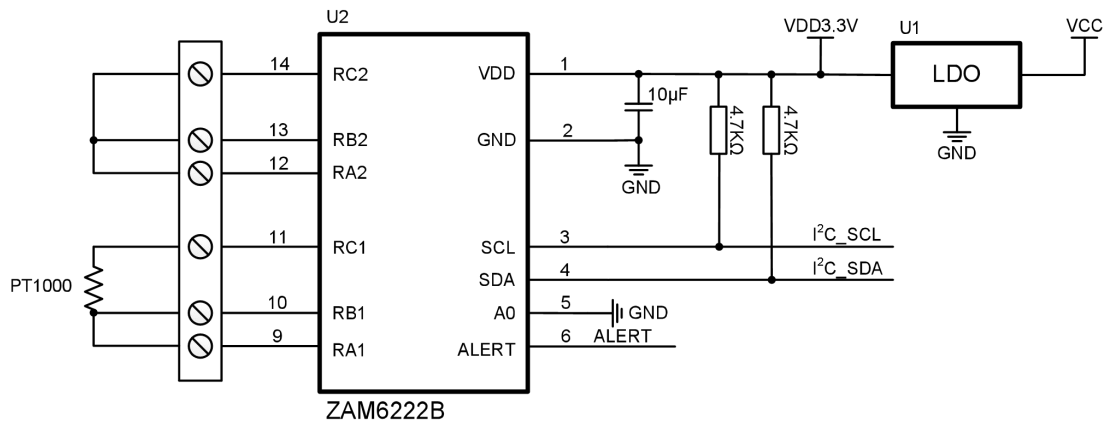 U2
VDD3.3V
U1
VCC
14
RC2
VDD
1
LDO
10μF
4.7KΩ
4.7KΩ
13
RB2
GND
2
12
RA2
GND
GND
11
RC1
SCL
3
I²C_SCL
SDA
4
I²C_SDA
PT1000
10
RB1
A0
5
GND
9
RA1
ALERT
6
ALERT
ZAM6222B